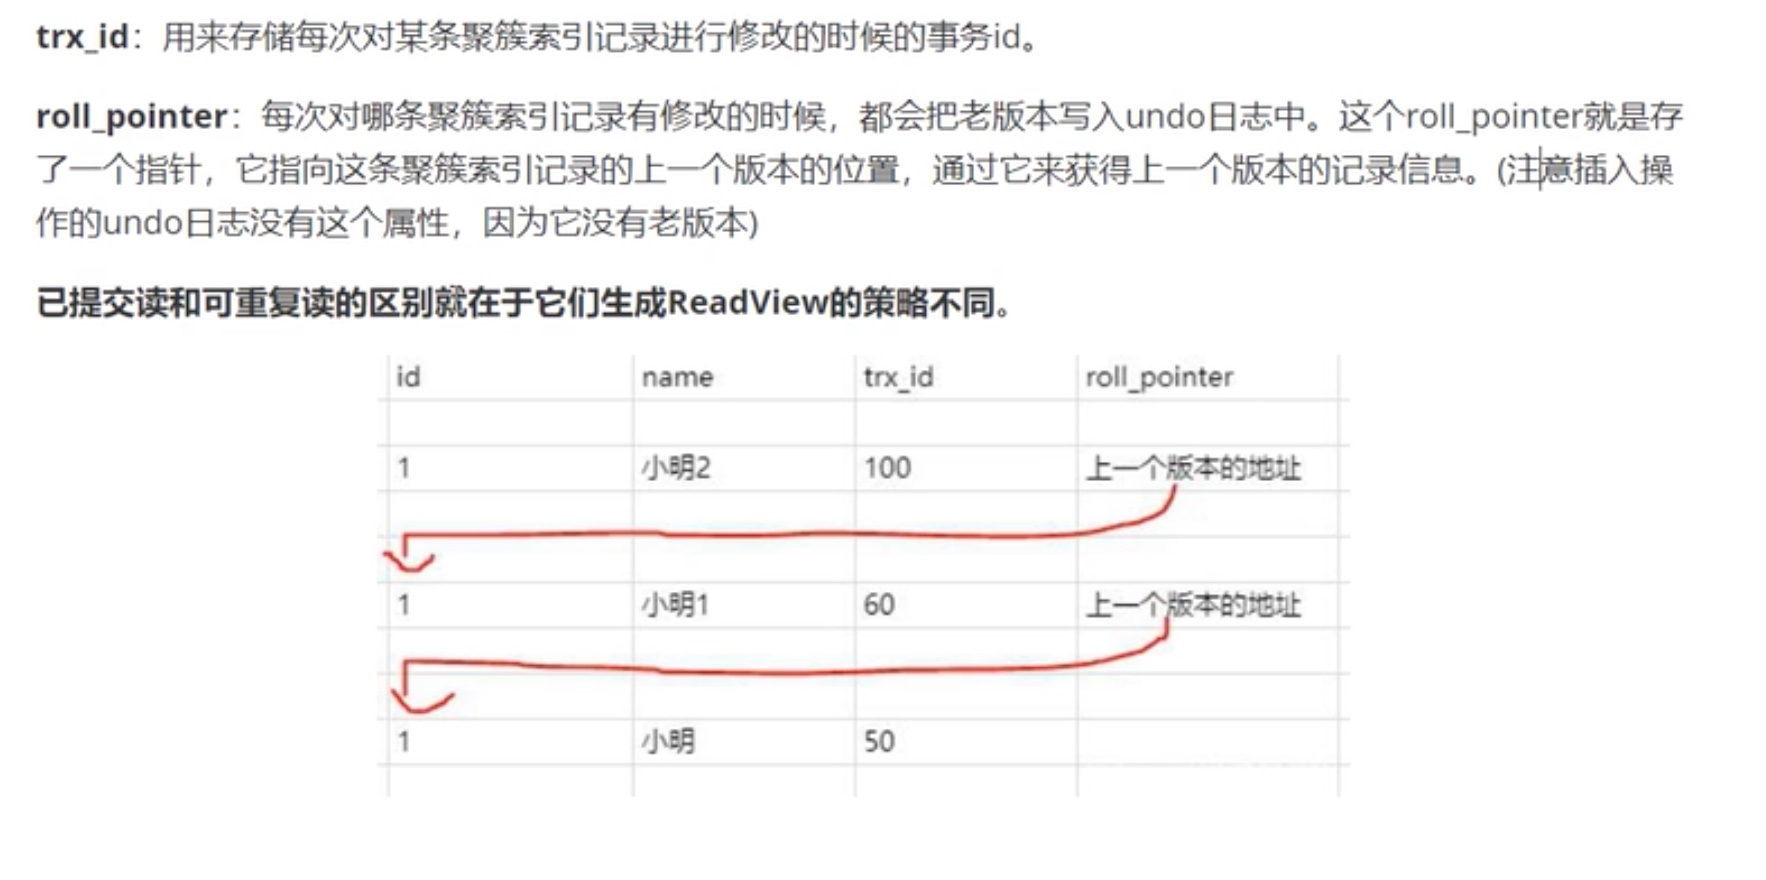 trx_id：用来存储每次对某条聚簇索引记录进行修改的时候的事务id。
roll_pointer：每次对哪条聚簇索引记录有修改的时候，都会把老版本写入undo日志中。这个roll_pointer就是存
了一个指针，它指向这条聚簇索引记录的上一个版本的位置，通过它来获得上一个版本的记录信息。(注意插入操
作的undo日志没有这个属性，因为它没有老版本)
已提交读和可重复读的区别就在于它们生成ReadView的策略不同。
id name trx_id roll_pointer
1 小明2 100 上一个版本的地址
1 小明1 60 上一个版本的地址
1 小明 50